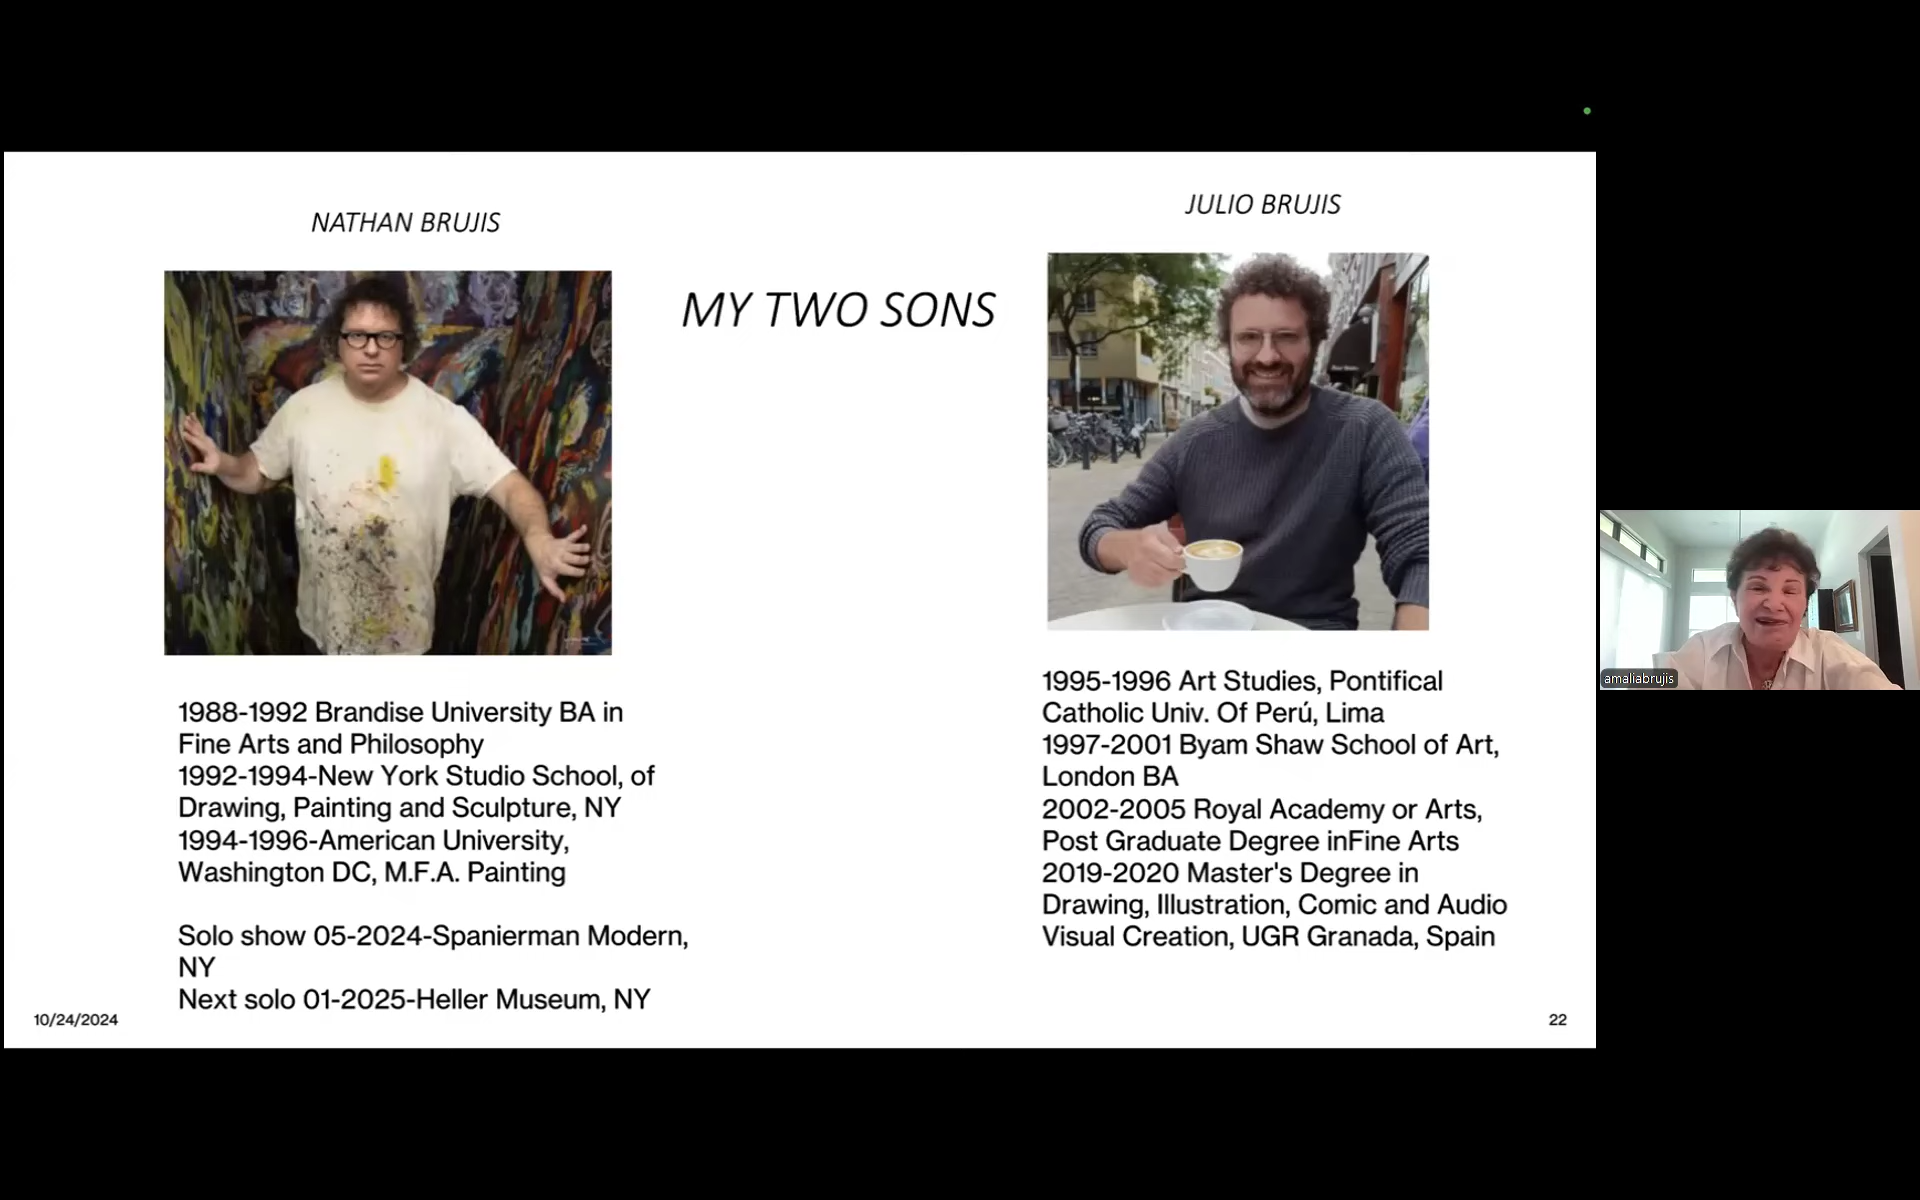 NATHAN BRUJIS
JULIO BRUJIS
MY TWO SONS
1988-1992 Brandise University BA in
Fine Arts and Philosophy
1992-1994-New York Studio School, of
Drawing, Painting and Sculpture, NY
1994-1996-American University,
Washington DC, M.F.A. Painting
Solo show 05-2024-Spanierman Modern,
NY
Next solo 01-2025-Heller Museum, NY
1995-1996 Art Studies, Pontifical
Catholic Univ. Of Perú, Lima
1997-2001 Byam Shaw School of Art,
London BA
2002-2005 Royal Academy or Arts,
Post Graduate Degree inFine Arts
2019-2020 Master's Degree in
Drawing, Illustration, Comic and Audio
Visual Creation, UGR Granada, Spain
10/24/2024
22
amaliabrujis